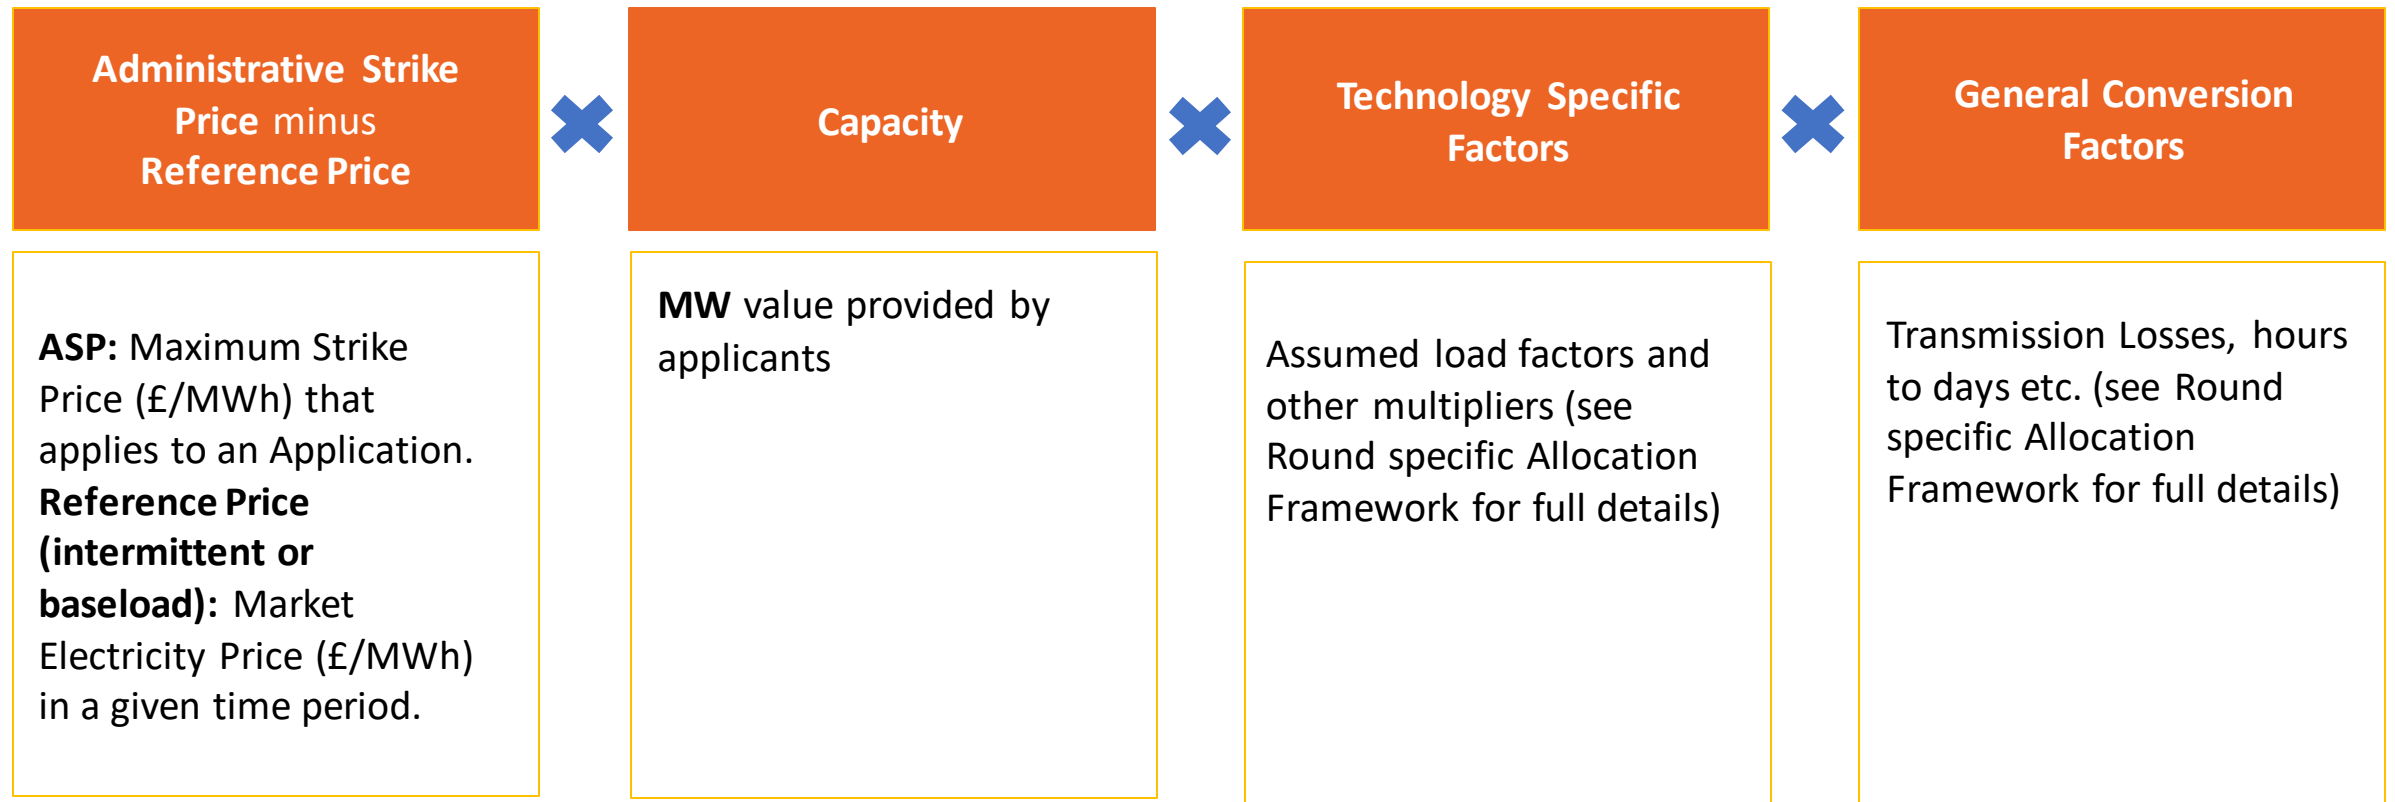 Administrative Strike
Price minus
Reference Price
Capacity
Technology Specific
Factors
General Conversion
Factors
ASP: Maximum Strike
Price (£/MWh) that
applies to an Application.
Reference Price
(intermittent or
baseload): Market
Electricity Price (£/MWh)
in a given time period.
MW value provided by
applicants
Assumed load factors and
other multipliers (see
Round specific Allocation
Framework for full details)
Transmission Losses, hours
to days etc. (see Round
specific Allocation
Framework for full details)